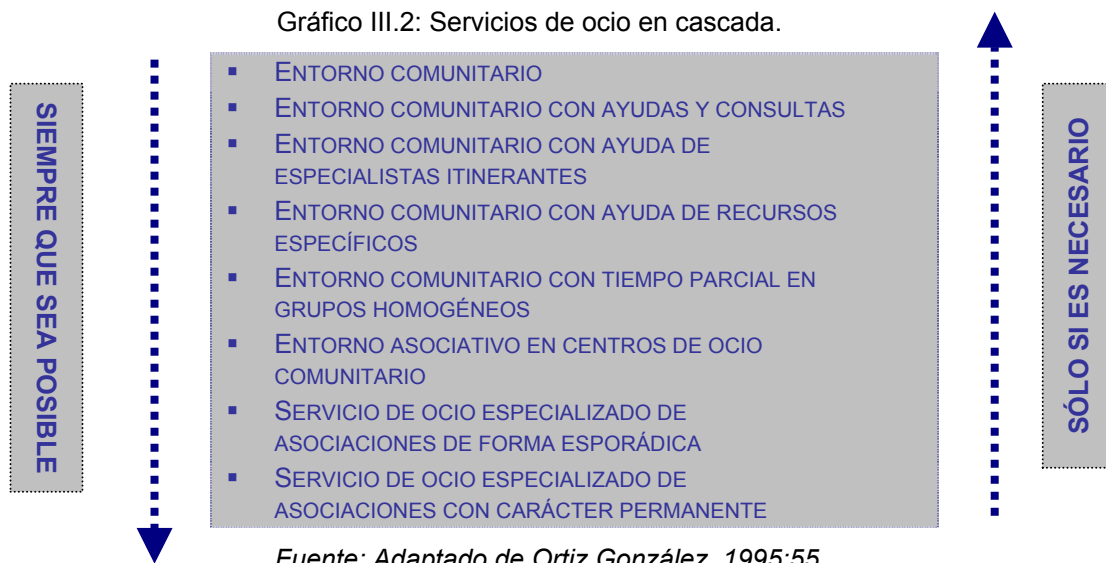 Gráfico III.2: Servicios de ocio en cascada.
SIEMPRE QUE SEA POSIBLE
▪ ENTORNO COMUNITARIO
▪ ENTORNO COMUNITARIO CON AYUDAS Y CONSULTAS
▪ ENTORNO COMUNITARIO CON AYUDA DE
ESPECIALISTAS ITINERANTES
▪ ENTORNO COMUNITARIO CON AYUDA DE RECURSOS
ESPECÍFICOS
▪ ENTORNO COMUNITARIO CON TIEMPO PARCIAL EN
GRUPOS HOMOGÉNEOS
▪ ENTORNO ASOCIATIVO EN CENTROS DE OCIO
COMUNITARIO
▪ SERVICIO DE OCIO ESPECIALIZADO DE
ASOCIACIONES DE FORMA ESPORÁDICA
▪ SERVICIO DE OCIO ESPECIALIZADO DE
ASOCIACIONES CON CARÁCTER PERMANENTE
SÓLO SI ES NECESARIO
Fuente: Adaptado de Ortiz González, 1995:55